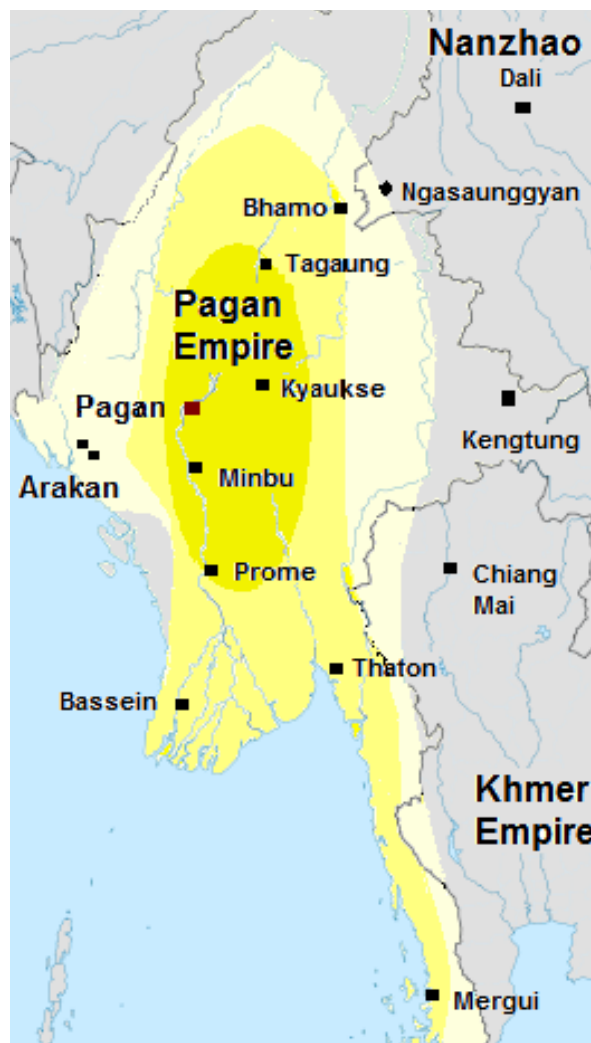 Nanzhao
Dali
Ngasaunggyan
Bhamo
Tagaung
Pagan
Empire
Kyaukse
Pagan
Kengtung
Minbu
Arakan
Prome
Chiang
Mai
Thaton
Bassein
Khmer
Empire
Mergui